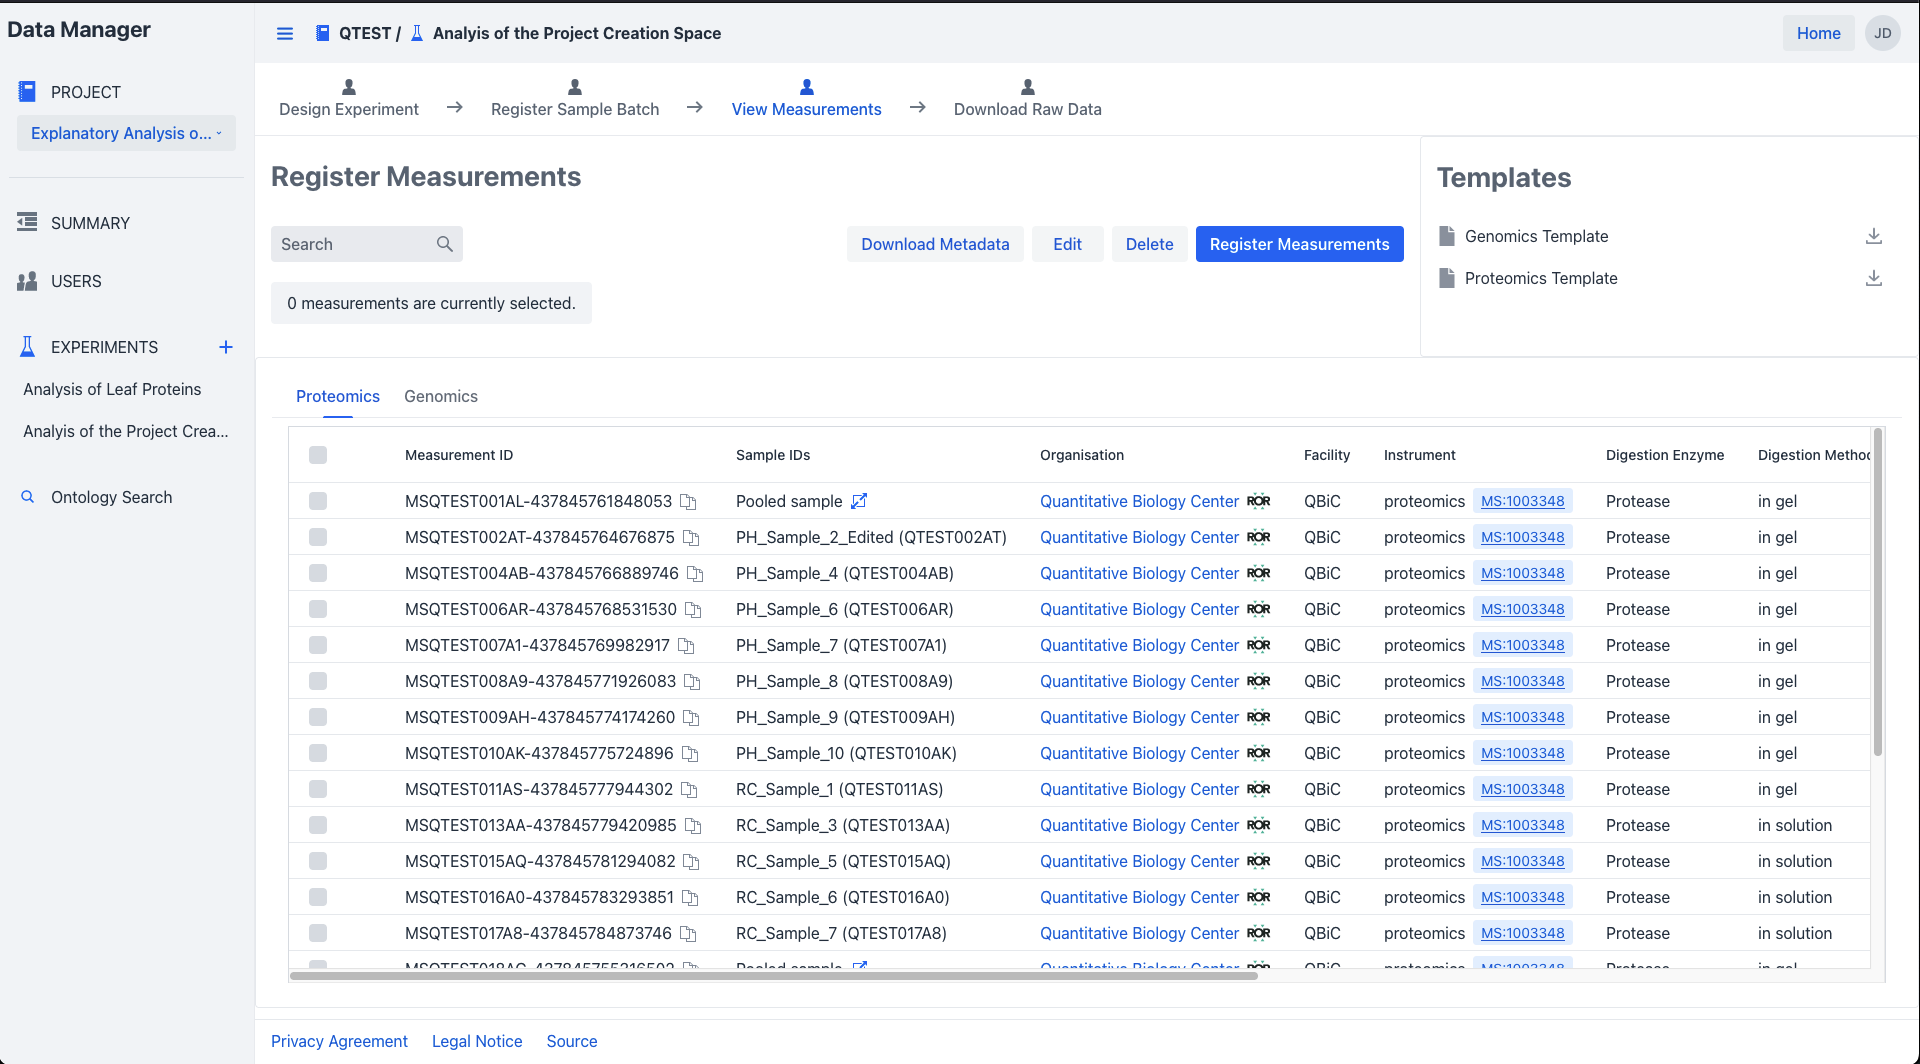 Data Manager
QTEST / Analyis of the Project Creation Space
Home
JD
PROJECT
Explanatory Analysis o...
SUMMARY
USERS
EXPERIMENTS
Analysis of Leaf Proteins
Analyis of the Project Crea...
Ontology Search
Design Experiment
Register Sample Batch
View Measurements
Download Raw Data
Register Measurements
Search
Download Metadata
Edit
Delete
Register Measurements
0 measurements are currently selected.
Templates
Genomics Template
Proteomics Template
Proteomics Genomics
Measurement ID Sample IDs Organisation Facility Instrument Digestion Enzyme Digestion Method
MSQTEST001AL-437845761848053 Pooled sample Quantitative Biology Center ROR QBiC proteomics MS:1003348 Protease in gel
MSQTEST002AT-437845764676875 PH_Sample_2_Edited (QTEST002AT) Quantitative Biology Center ROR QBiC proteomics MS:1003348 Protease in gel
MSQTEST004AB-437845766889746 PH_Sample_4 (QTEST004AB) Quantitative Biology Center ROR QBiC proteomics MS:1003348 Protease in gel
MSQTEST006AR-437845768531530 PH_Sample_6 (QTEST006AR) Quantitative Biology Center ROR QBiC proteomics MS:1003348 Protease in gel
MSQTEST007A1-437845769982917 PH_Sample_7 (QTEST007A1) Quantitative Biology Center ROR QBiC proteomics MS:1003348 Protease in gel
MSQTEST008A9-437845771926083 PH_Sample_8 (QTEST008A9) Quantitative Biology Center ROR QBiC proteomics MS:1003348 Protease in gel
MSQTEST009AH-437845774174260 PH_Sample_9 (QTEST009AH) Quantitative Biology Center ROR QBiC proteomics MS:1003348 Protease in gel
MSQTEST010AK-437845775724896 PH_Sample_10 (QTEST010AK) Quantitative Biology Center ROR QBiC proteomics MS:1003348 Protease in gel
MSQTEST011AS-437845777944302 RC_Sample_1 (QTEST011AS) Quantitative Biology Center ROR QBiC proteomics MS:1003348 Protease in gel
MSQTEST013AA-437845779420985 RC_Sample_3 (QTEST013AA) Quantitative Biology Center ROR QBiC proteomics MS:1003348 Protease in solution
MSQTEST015AQ-437845781294082 RC_Sample_5 (QTEST015AQ) Quantitative Biology Center ROR QBiC proteomics MS:1003348 Protease in solution
MSQTEST016A0-437845783293851 RC_Sample_6 (QTEST016A0) Quantitative Biology Center ROR QBiC proteomics MS:1003348 Protease in solution
MSQTEST017A8-437845784873746 RC_Sample_7 (QTEST017A8) Quantitative Biology Center ROR QBiC proteomics MS:1003348 Protease in solution
Pooled sample Quantitative Biology Center ROR QBiC proteomics MS:1003348 Protease in gel
Privacy Agreement Legal Notice Source